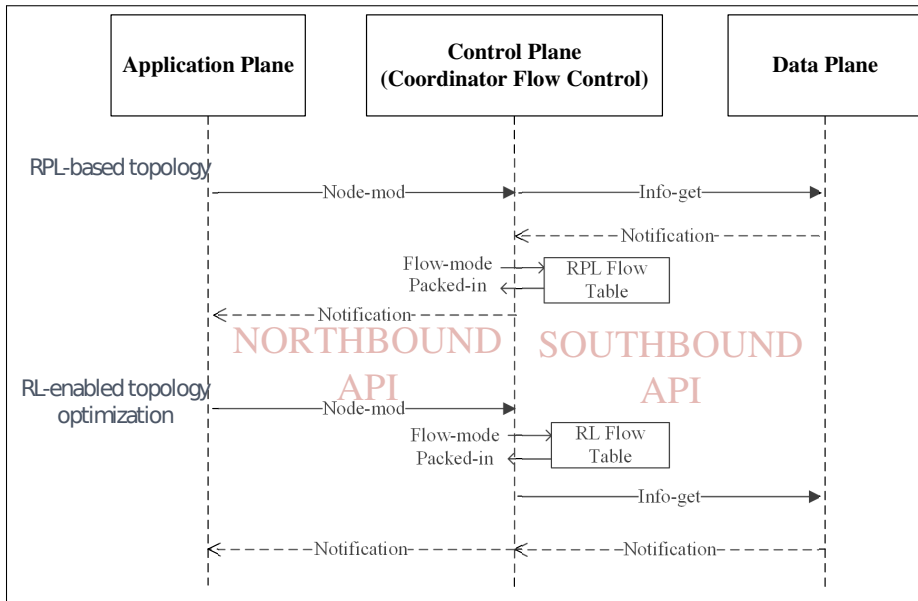 Application Plane
Control Plane
(Coordinator Flow Control)
Data Plane
RPL-based topology
Node-mod
Info-get
Notification
Flow-mode
Packed-in
RPL Flow
Table
Notification
NORTHBOUND
API
SOUTHBOUND
API
RL-enabled topology
optimization
Node-mod
Flow-mode
Packed-in
RL Flow
Table
Info-get
Notification
Notification